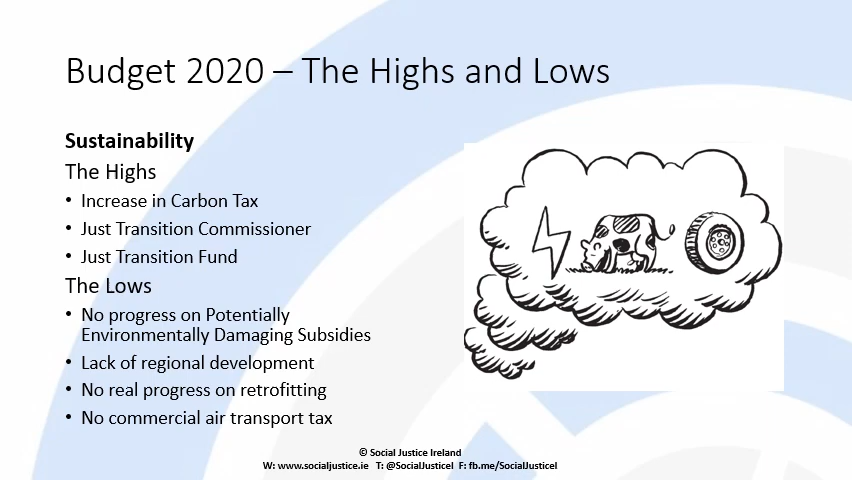 Budget 2020 – The Highs and Lows
Sustainability
The Highs
• Increase in Carbon Tax
• Just Transition Commissioner
• Just Transition Fund
The Lows
• No progress on Potentially
Environmentally Damaging Subsidies
• Lack of regional development
• No real progress on retrofitting
• No commercial air transport tax
© Social Justice Ireland
W: www.socialjustice.ie T: @SocialJusticeI F: fb.me/SocialJusticeI